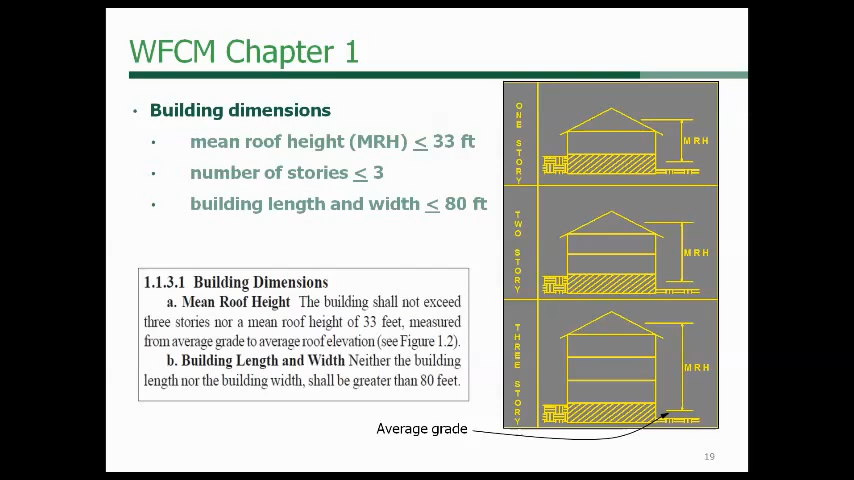 WFCM Chapter 1
• Building dimensions
• mean roof height (MRH) < 33 ft
• number of stories < 3
• building length and width < 80 ft
1.1.3.1 Building Dimensions
a. Mean Roof Height The building shall not exceed
three stories nor a mean roof height of 33 feet, measured
from average grade to average roof elevation (see Figure 1.2).
b. Building Length and Width Neither the building
length nor the building width, shall be greater than 80 feet.
ONE STORY
MRH
TWO STORY
MRH
THREE STORY
MRH
Average grade
19